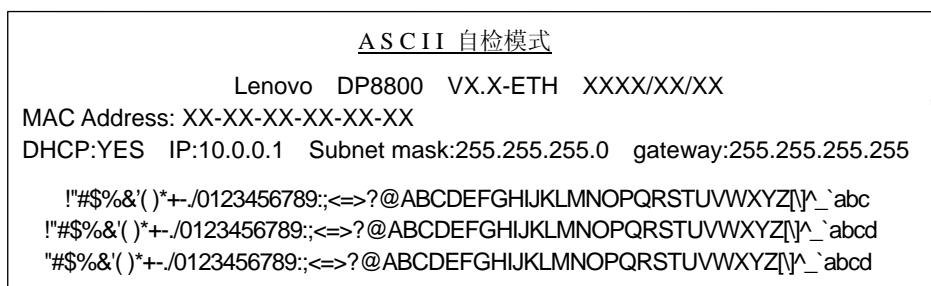 ASCII 自检模式
Lenovo DP8800 VX.X-ETH XXXX/XX/XX
MAC Address: XX-XX-XX-XX-XX-XX
DHCP:YES IP:10.0.0.1 Subnet mask:255.255.255.0 gateway:255.255.255.255
!"#$%&'( )*+-./0123456789:;<=>?@ABCDEFGHIJKLMNOPQRSTUVWXYZ[\]^_`abc
!"#$%&'( )*+-./0123456789:;<=>?@ABCDEFGHIJKLMNOPQRSTUVWXYZ[\]^_`abcd
"#$%&'( )*+-./0123456789:;<=>?@ABCDEFGHIJKLMNOPQRSTUVWXYZ[\]^_`abcd